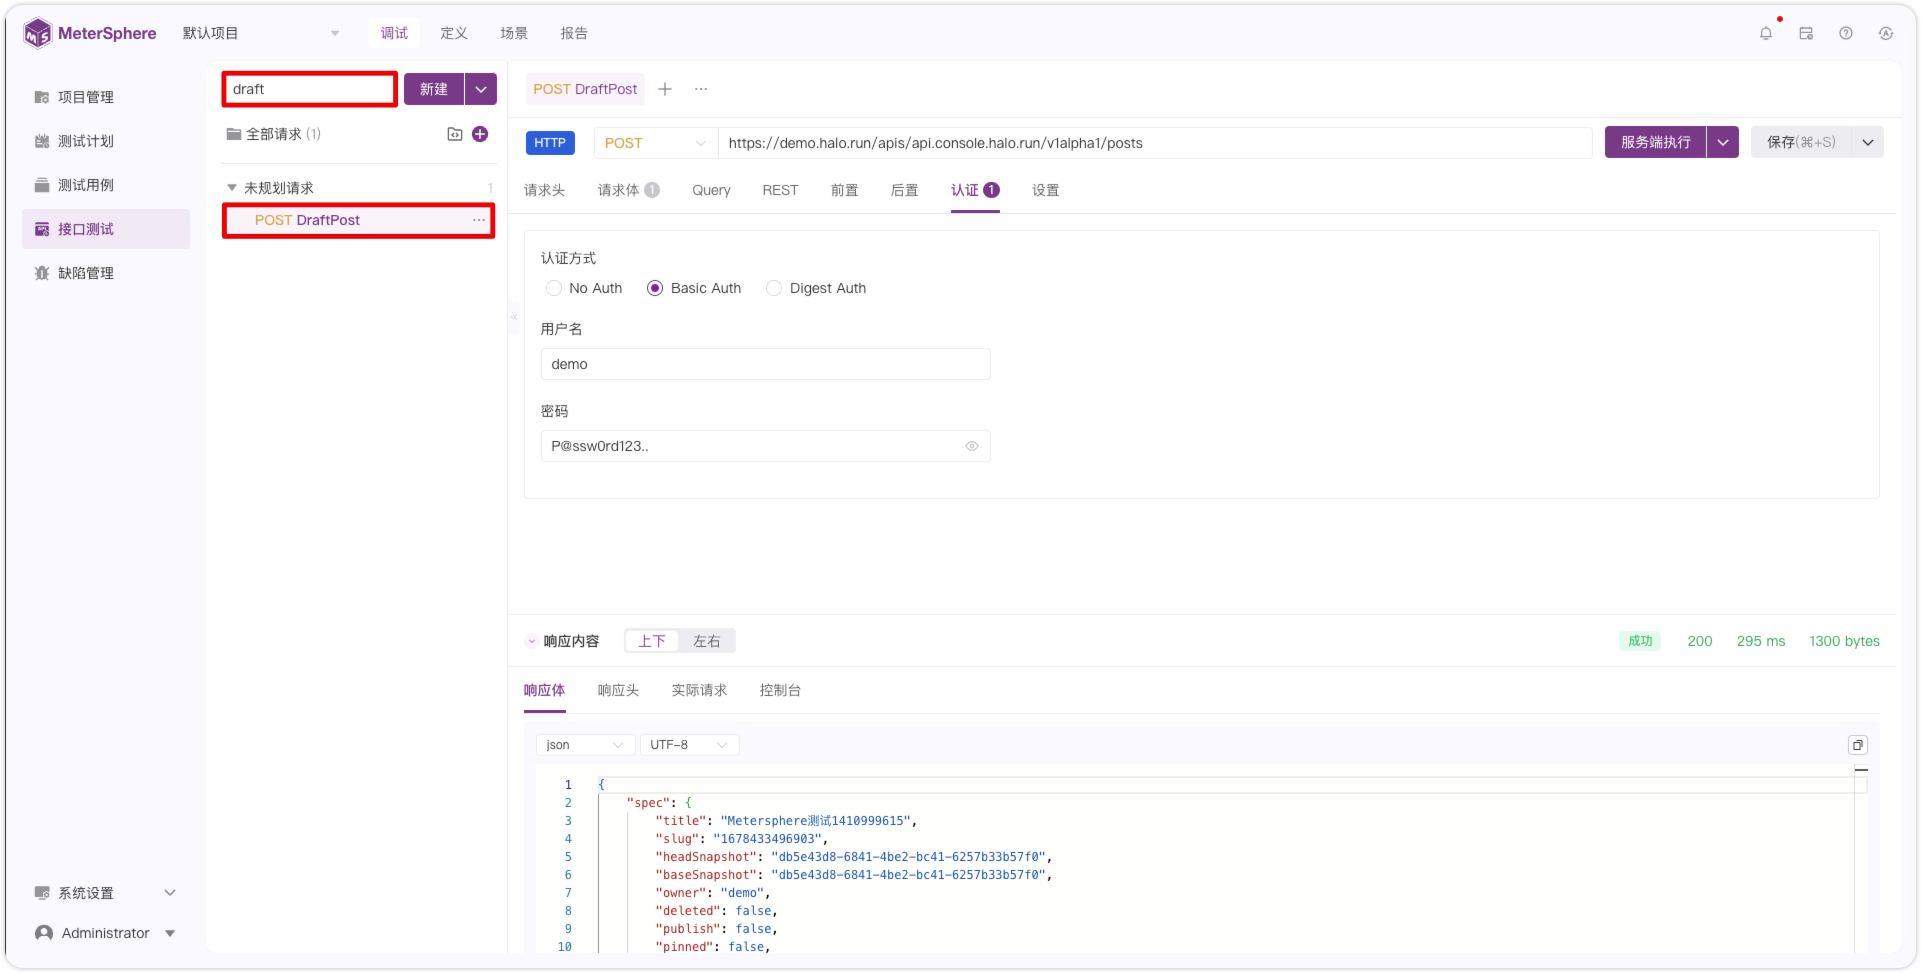 MeterSphere
默认项目
调试 定义 场景 报告
项目管理
测试计划
测试用例
接口测试
缺陷管理
系统设置
Administrator
draft
新建
全部请求 (1)
未规划请求 1
POST DraftPost ···
POST DraftPost + ···
HTTP POST https://demo.halo.run/apis/api.console.halo.run/v1alpha1/posts 服务端执行 保存(⌘+S)
请求头 请求体 1 Query REST 前置 后置 认证 1 设置
认证方式
No Auth Basic Auth Digest Auth
用户名
demo
密码
P@ssw0rd123..
响应内容 上下 左右 成功 200 295 ms 1300 bytes
响应体 响应头 实际请求 控制台
json UTF-8
1 {
2 "spec": {
3 "title": "Metersphere测试1410999615",
4 "slug": "1678433496903",
5 "headSnapshot": "db5e43d8-6841-4be2-bc41-6257b33b57f0",
6 "baseSnapshot": "db5e43d8-6841-4be2-bc41-6257b33b57f0",
7 "owner": "demo",
8 "deleted": false,
9 "publish": false,
10 "pinned": false,